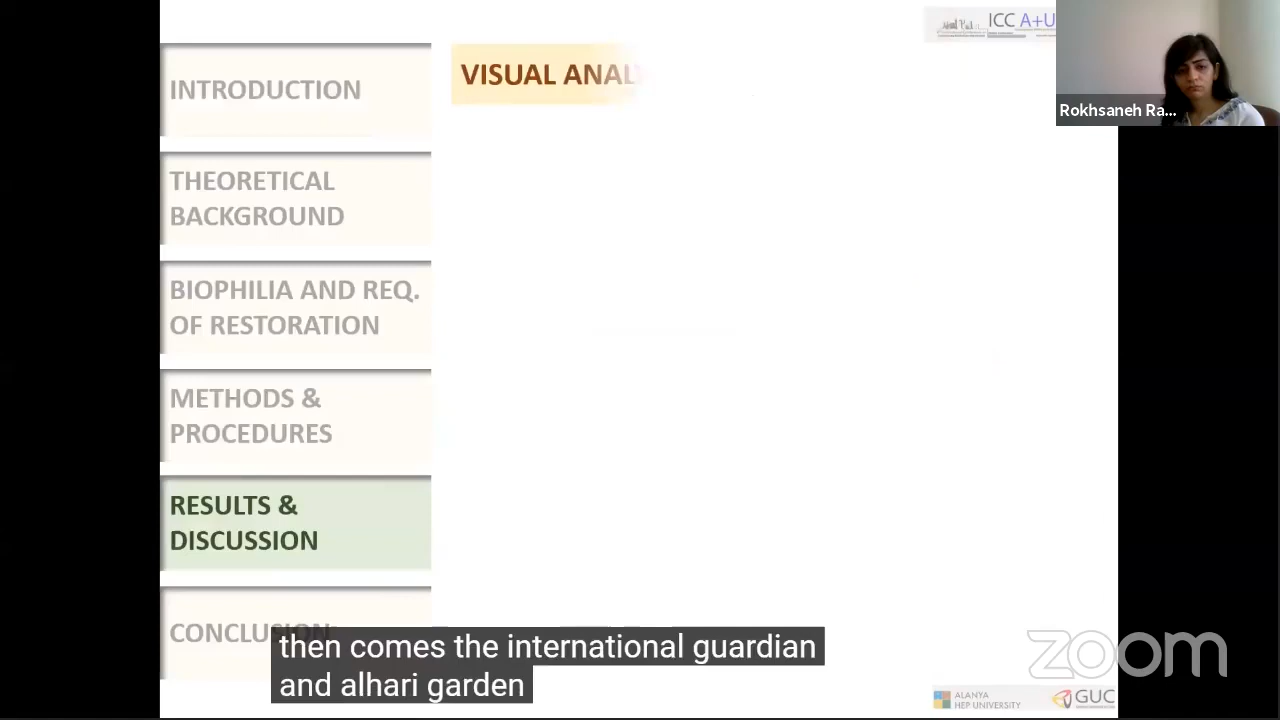 ICC A+U
VISUAL ANAL
INTRODUCTION
Rokhsaneh Ra...
THEORETICAL
BACKGROUND
BIOPHILIA AND REQ.
OF RESTORATION
METHODS &
PROCEDURES
RESULTS &
DISCUSSION
CONCLUSION
then comes the international guardian
and alhari garden
zoom
ALANYA
HEP UNIVERSITY
GUC